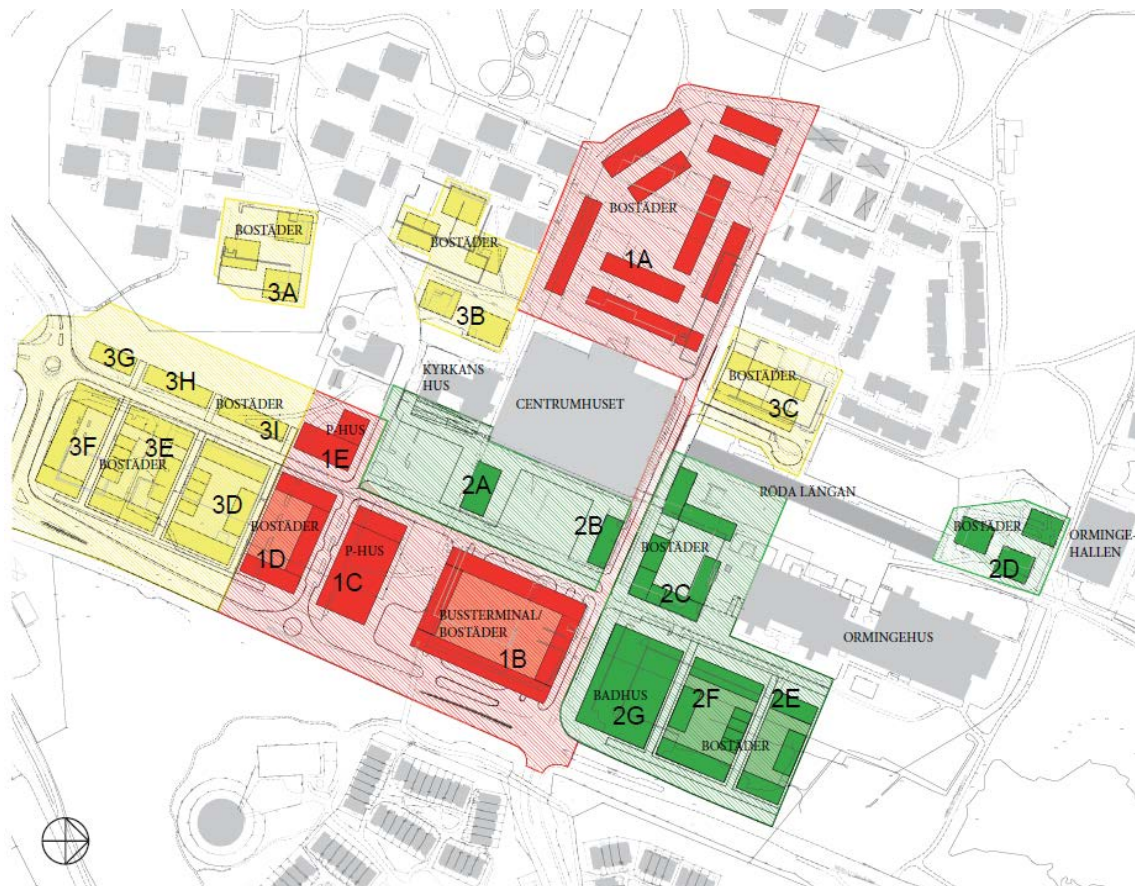 BOSTÄDER
1A
BOSTÄDER
3A
BOSTÄDER
3B
KYRKANS
HUS
CENTRUMHUSET
BOSTÄDER
3C
3G
3H
BOSTÄDER
3I
3F
3E
BOSTÄDER
3D
P-HUS
1E
BOSTÄDER
1D
P-HUS
1C
BUSSTERMINAL/
BOSTÄDER
1B
2A
2B
RÖDA LÄNGAN
BOSTÄDER
2C
BOSTÄDER
2D
ORMINGE-
HALLEN
ORMINGEHUS
BADHUS
2G
2F
2E
BOSTÄDER